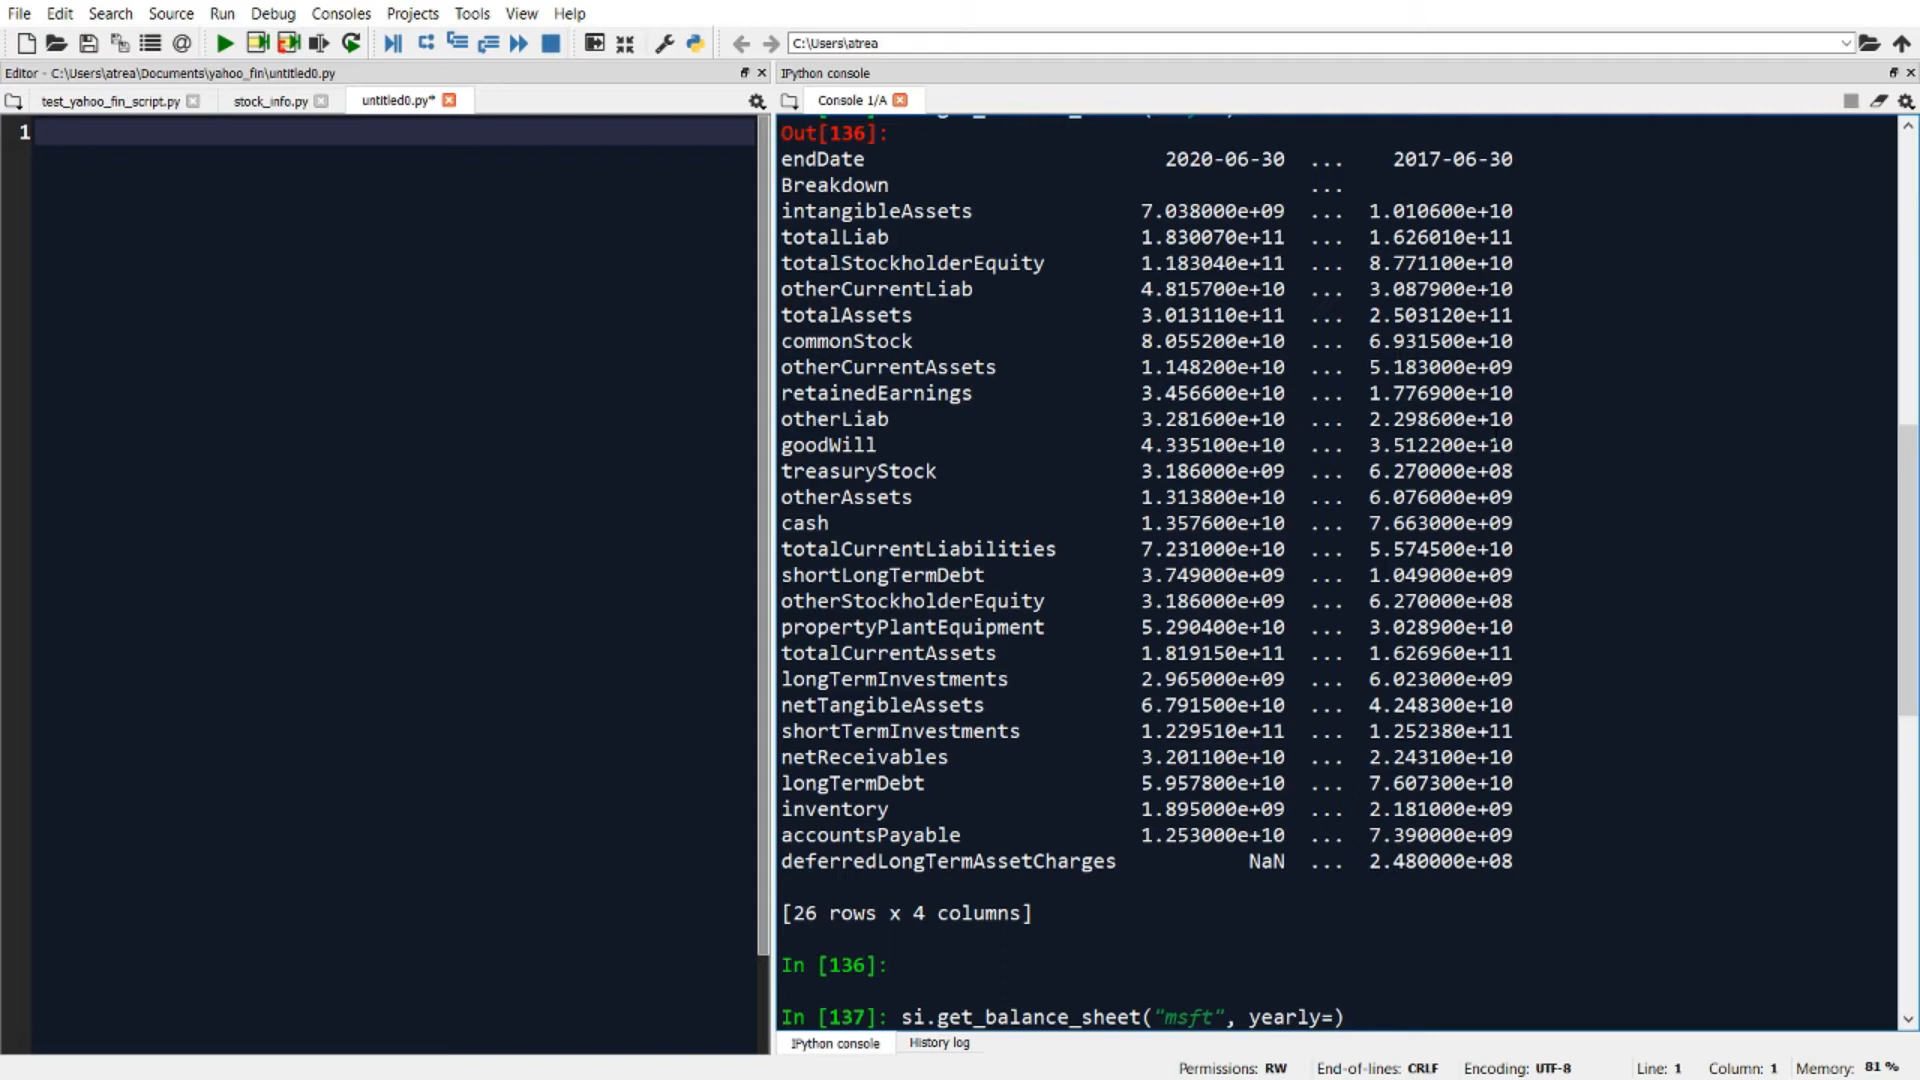 File Edit Search Source Run Debug Consoles Projects Tools View Help
C:\Users\atrea
Editor - C:\Users\atrea\Documents\yahoo_fin\untitled0.py
IPython console
test_yahoo_fin_script.py stock_info.py untitled0.py*
Console 1/A
1
Out[136]:
endDate 2020-06-30 ... 2017-06-30
Breakdown ...
intangibleAssets 7.038000e+09 ... 1.010600e+10
totalLiab 1.830070e+11 ... 1.626010e+11
totalStockholderEquity 1.183040e+11 ... 8.771100e+10
otherCurrentLiab 4.815700e+10 ... 3.087900e+10
totalAssets 3.013110e+11 ... 2.503120e+11
commonStock 8.055200e+10 ... 6.931500e+10
otherCurrentAssets 1.148200e+10 ... 5.183000e+09
retainedEarnings 3.456600e+10 ... 1.776900e+10
otherLiab 3.281600e+10 ... 2.298600e+10
goodWill 4.335100e+10 ... 3.512200e+10
treasuryStock 3.186000e+09 ... 6.270000e+08
otherAssets 1.313800e+10 ... 6.076000e+09
cash 1.357600e+10 ... 7.663000e+09
totalCurrentLiabilities 7.231000e+10 ... 5.574500e+10
shortLongTermDebt 3.749000e+09 ... 1.049000e+09
otherStockholderEquity 3.186000e+09 ... 6.270000e+08
propertyPlantEquipment 5.290400e+10 ... 3.028900e+10
totalCurrentAssets 1.819150e+11 ... 1.626960e+11
longTermInvestments 2.965000e+09 ... 6.023000e+09
netTangibleAssets 6.791500e+10 ... 4.248300e+10
shortTermInvestments 1.229510e+11 ... 1.252380e+11
netReceivables 3.201100e+10 ... 2.243100e+10
longTermDebt 5.957800e+10 ... 7.607300e+10
inventory 1.895000e+09 ... 2.181000e+09
accountsPayable 1.253000e+10 ... 7.390000e+09
deferredLongTermAssetCharges NaN ... 2.480000e+08
[26 rows x 4 columns]
In [136]:
In [137]: si.get_balance_sheet("msft", yearly=)
IPython console History log
Permissions: RW End-of-lines: CRLF Encoding: UTF-8 Line: 1 Column: 1 Memory: 81 %